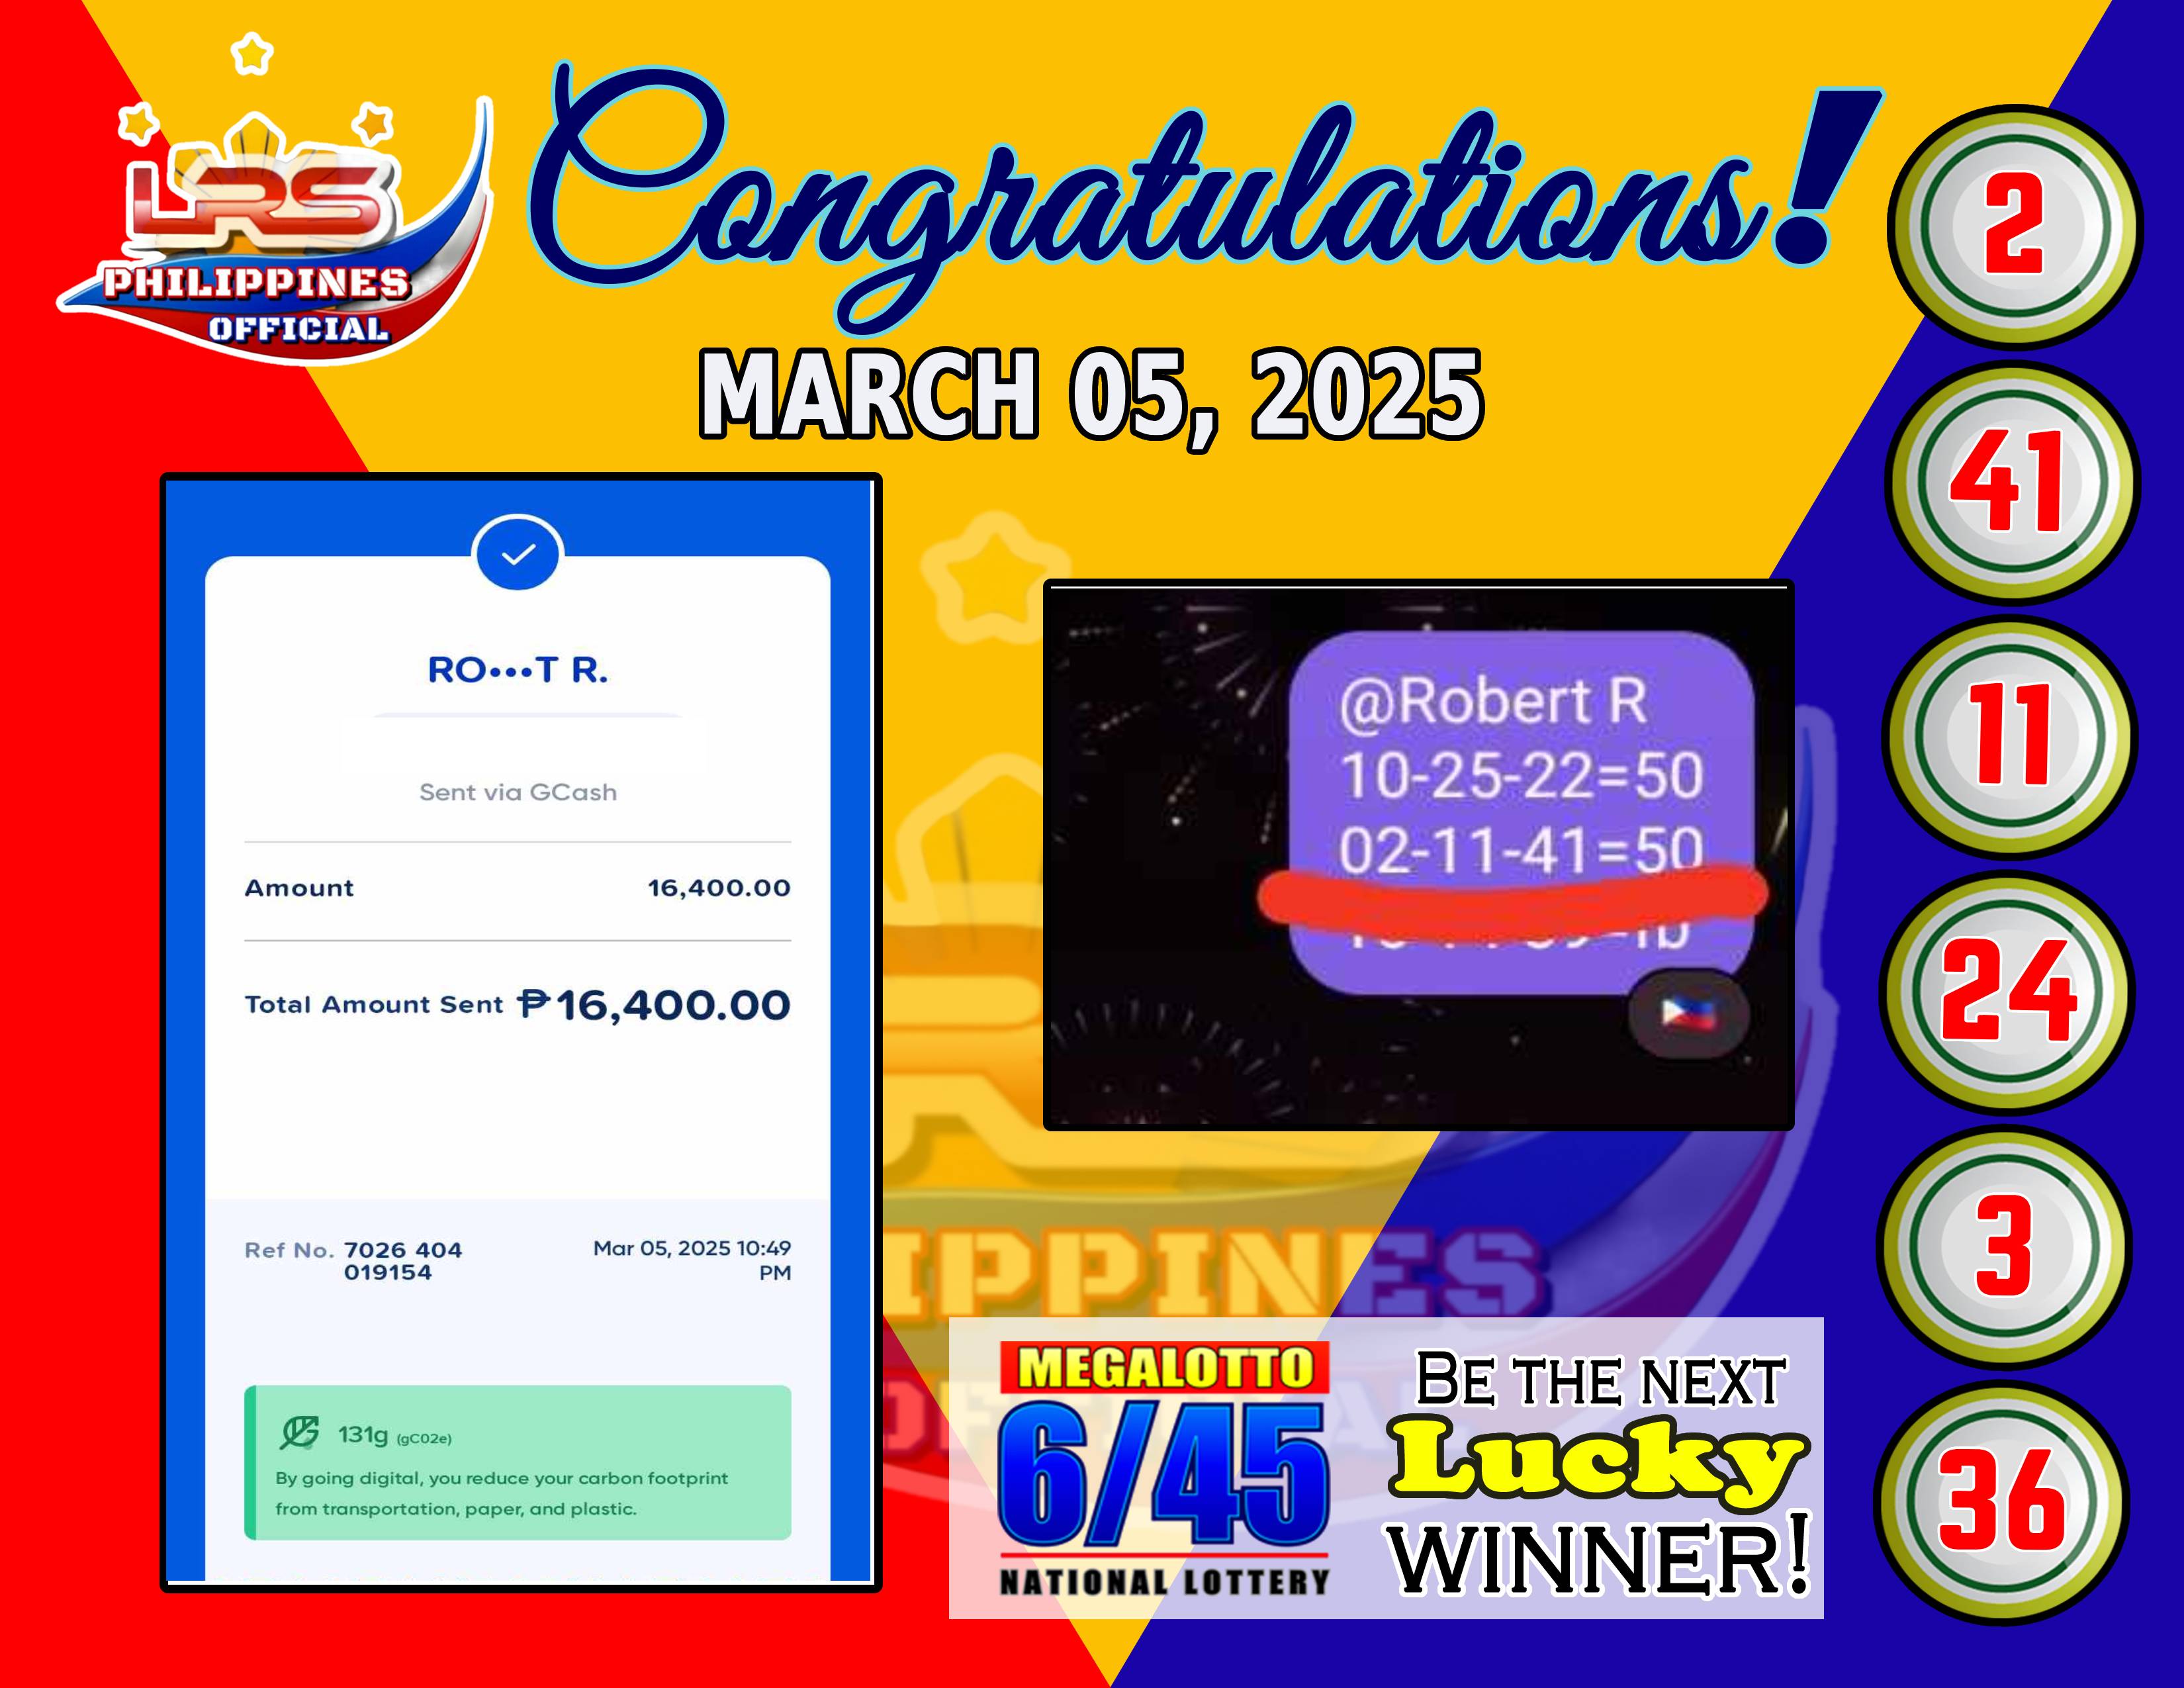 LRS
PHILIPPINES
OFFICIAL
Congratulations!
MARCH 05, 2025
RO•••T R.
Sent via GCash
Amount 16,400.00
Total Amount Sent ₱16,400.00
Ref No. 7026 404 019154
Mar 05, 2025 10:49 PM
131g (gC02e)
By going digital, you reduce your carbon footprint
from transportation, paper, and plastic.
@Robert R
10-25-22=50
02-11-41=50
MEGALOTTO
6/45
NATIONAL LOTTERY
BE THE NEXT
Lucky
WINNER!
2
41
11
24
3
36